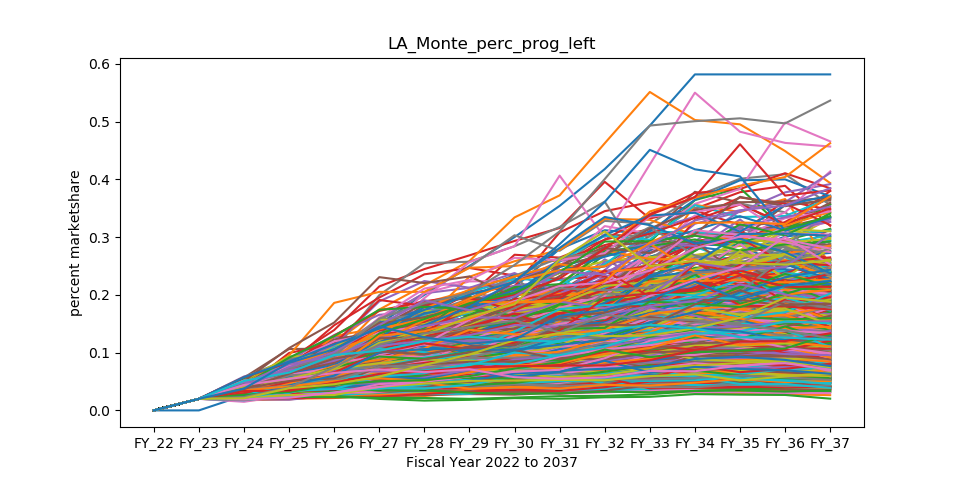 LA_Monte_perc_prog_left
0.6
0.5
0.4
0.3
0.2
0.1
0.0
percent marketshare
FY_22 FY_23 FY_24 FY_25 FY_26 FY_27 FY_28 FY_29 FY_30 FY_31 FY_32 FY_33 FY_34 FY_35 FY_36 FY_37
Fiscal Year 2022 to 2037